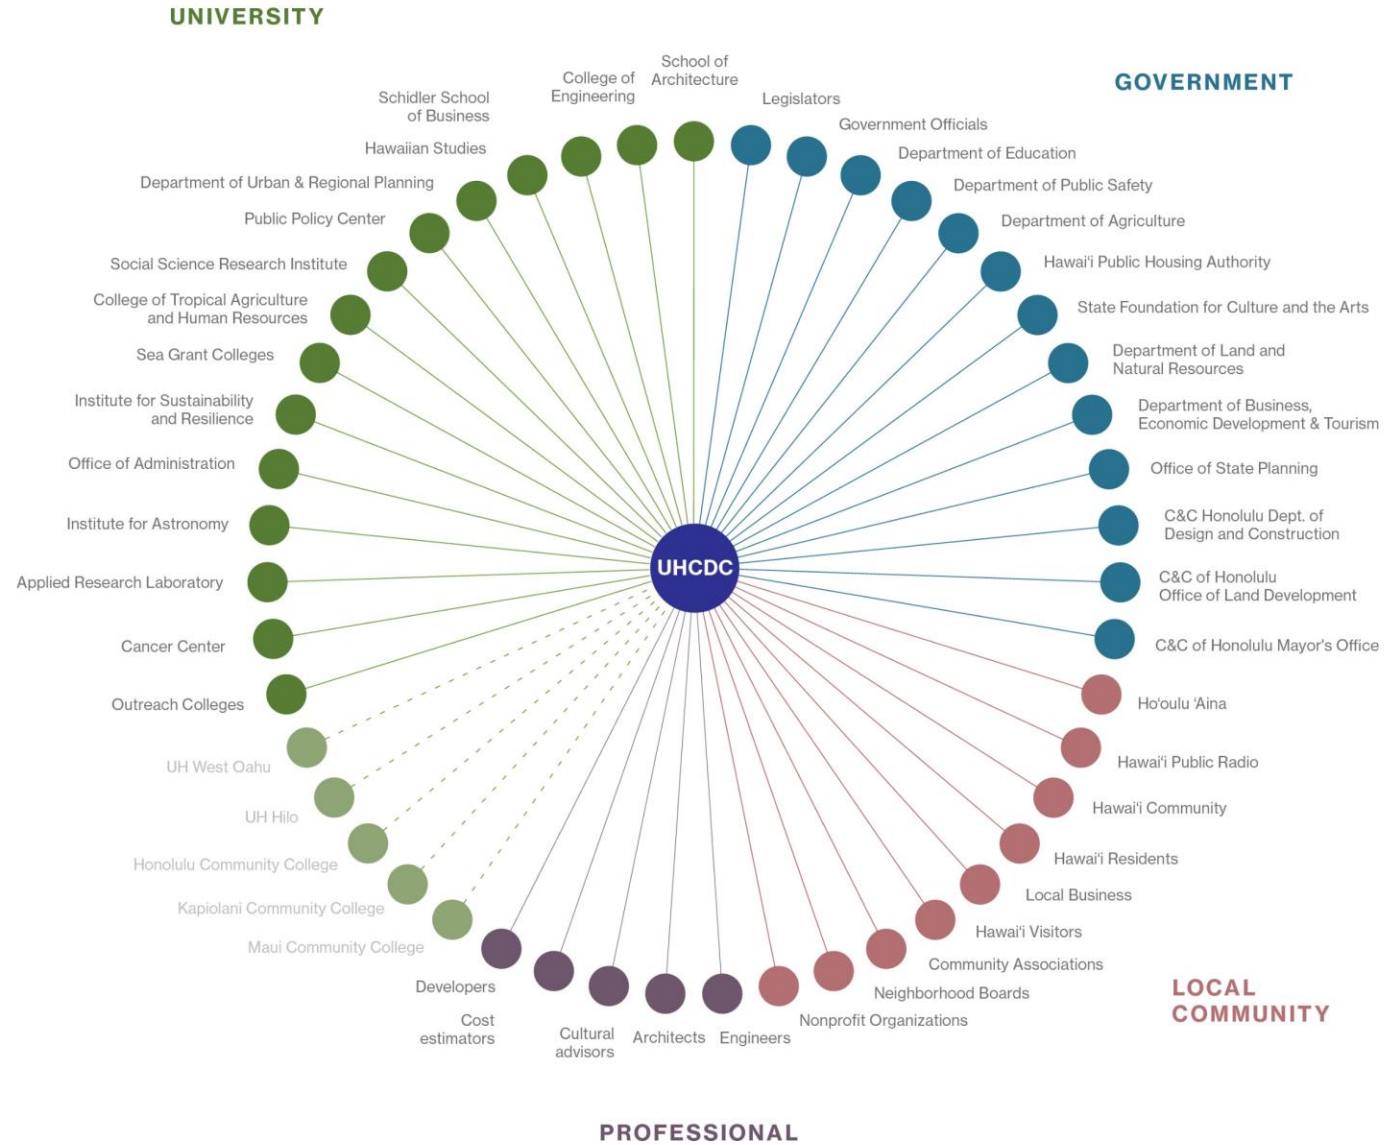 UNIVERSITY
School of
Architecture
College of
Engineering
Schidler School
of Business
Hawaiian Studies
Department of Urban & Regional Planning
Public Policy Center
Social Science Research Institute
College of Tropical Agriculture
and Human Resources
Sea Grant Colleges
Institute for Sustainability
and Resilience
Office of Administration
Institute for Astronomy
Applied Research Laboratory
Cancer Center
Outreach Colleges
UH West Oahu
UH Hilo
Honolulu Community College
Kapiolani Community College
Maui Community College
GOVERNMENT
Legislators
Government Officials
Department of Education
Department of Public Safety
Department of Agriculture
Hawai‘i Public Housing Authority
State Foundation for Culture and the Arts
Department of Land and
Natural Resources
Department of Business,
Economic Development & Tourism
Office of State Planning
C&C Honolulu Dept. of
Design and Construction
C&C of Honolulu
Office of Land Development
C&C of Honolulu Mayor's Office
UHCDC
Ho‘oulu ‘Aina
Hawai‘i Public Radio
Hawai‘i Community
Hawai‘i Residents
Local Business
Hawai‘i Visitors
Community Associations
Neighborhood Boards
Nonprofit Organizations
LOCAL
COMMUNITY
Developers
Cost
estimators
Cultural
advisors
Architects
Engineers
PROFESSIONAL